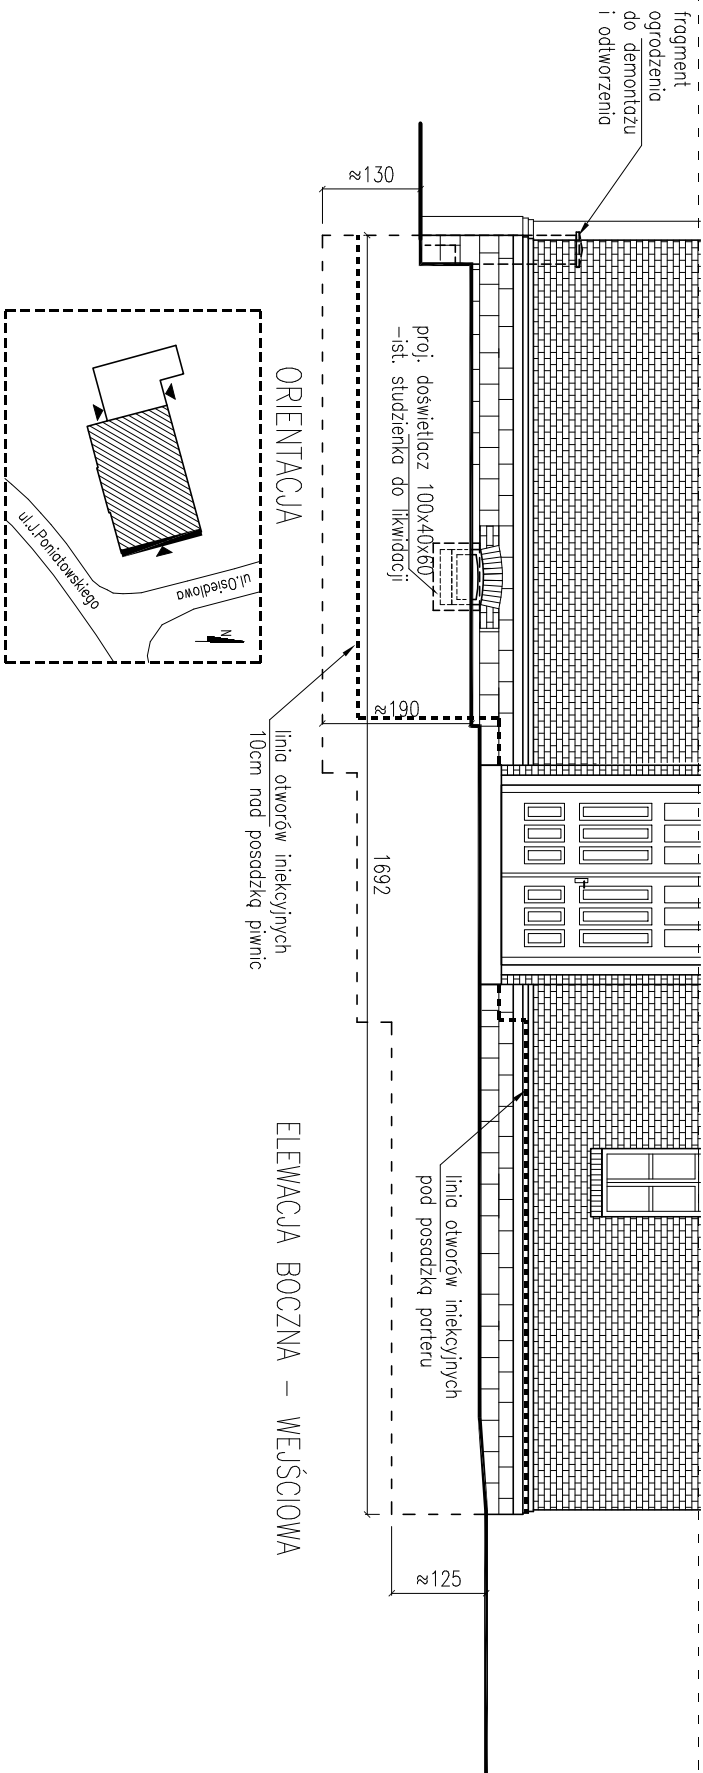 fragment
ogrodzenia
do demontażu
i odtworzenia
≈130
proj. doświetlacz 100x40x60
-ist. studzienka do likwidacji
≈190
1692
linia otworów iniekcyjnych
10cm nad posadzką piwnic
linia otworów iniekcyjnych
pod posadzką parteru
≈125
ORIENTACJA
ul.J.Poniatowskiego
ul.Osiedlowa
N
ELEWACJA BOCZNA – WEJŚCIOWA